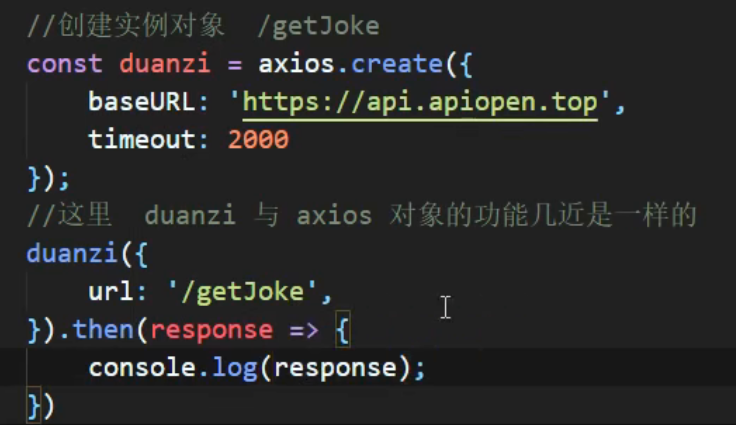 //创建实例对象  /getJoke
const duanzi = axios.create({
    baseURL: 'https://api.apiopen.top',
    timeout: 2000
});
//这里  duanzi 与 axios 对象的功能几近是一样的
duanzi({
    url: '/getJoke',
}).then(response => {
    console.log(response);
})